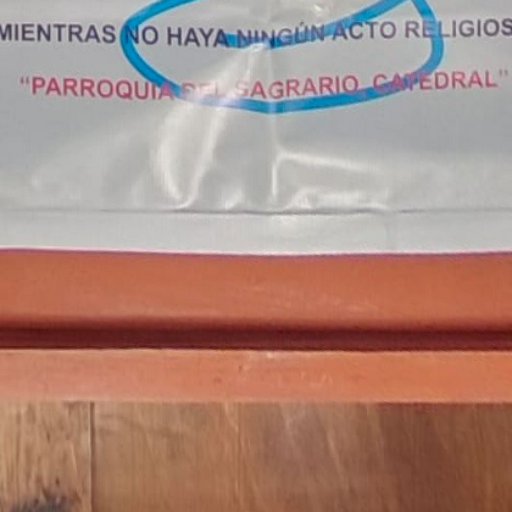 MIENTRAS NO HAYA NINGÚN ACTO RELIGIOS
"PARROQUIA DEL SAGRARIO, CATEDRAL"